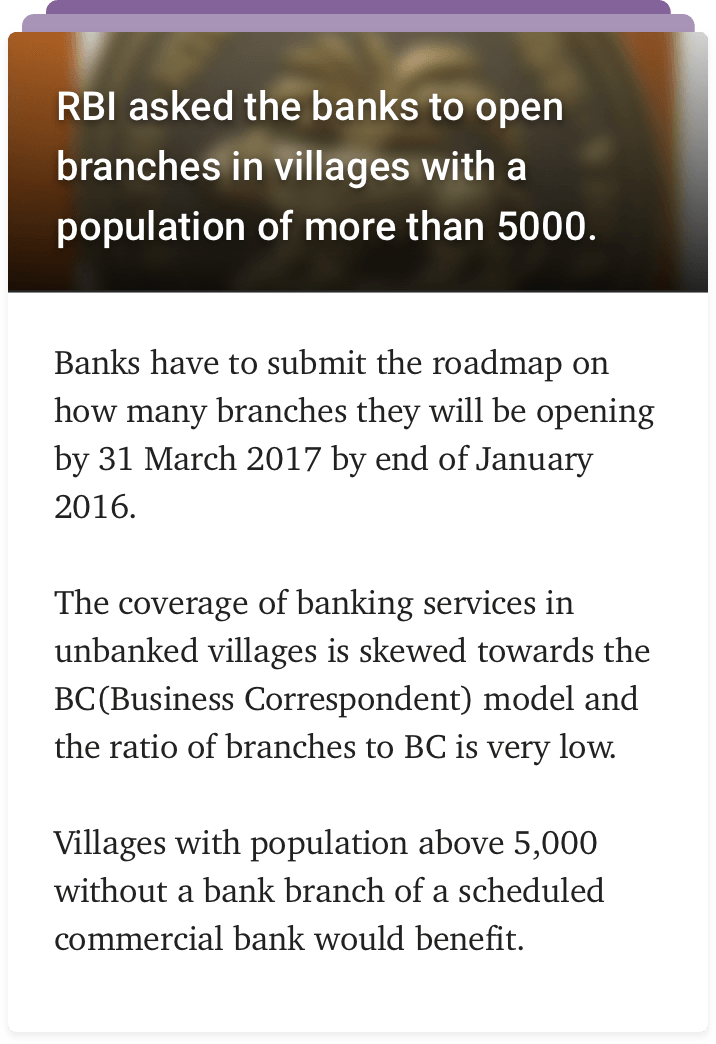 RBI asked the banks to open
branches in villages with a
population of more than 5000.
Banks have to submit the roadmap on
how many branches they will be opening
by 31 March 2017 by end of January
2016.
The coverage of banking services in
unbanked villages is skewed towards the
BC(Business Correspondent) model and
the ratio of branches to BC is very low.
Villages with population above 5,000
without a bank branch of a scheduled
commercial bank would benefit.